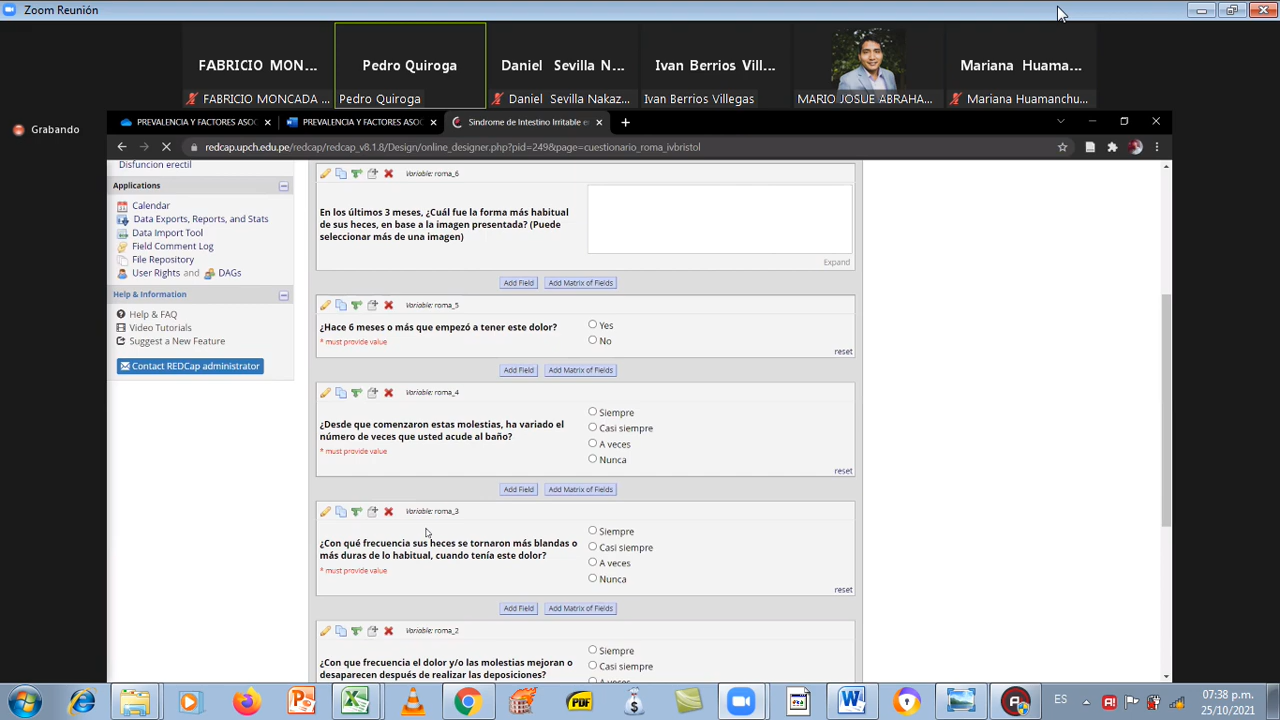 Zoom Reunión
FABRICIO MON...
Pedro Quiroga
Daniel Sevilla N...
Ivan Berrios Vill...
Mariana Huama...
FABRICIO MONCADA ...
Pedro Quiroga
Daniel Sevilla Nakaz...
Ivan Berrios Villegas
MARIO JOSUE ABRAHA...
Mariana Huamanchu...
Grabando
PREVALENCIA Y FACTORES ASOC
PREVALENCIA Y FACTORES ASOC
Sindrome de Intestino Irritable e
redcap.upch.edu.pe/redcap/redcap_v8.1.8/Design/online_designer.php?pid=249&page=cuestionario_roma_ivbristol
Disfuncion erectil
Applications
Calendar
Data Exports, Reports, and Stats
Data Import Tool
Field Comment Log
File Repository
User Rights and DAGs
Help & Information
Help & FAQ
Video Tutorials
Suggest a New Feature
Contact REDCap administrator
Variable: roma_6
En los últimos 3 meses, ¿Cuál fue la forma más habitual
de sus heces, en base a la imagen presentada? (Puede
seleccionar más de una imagen)
Expand
Add Field
Add Matrix of Fields
Variable: roma_5
¿Hace 6 meses o más que empezó a tener este dolor?
* must provide value
Yes
No
reset
Add Field
Add Matrix of Fields
Variable: roma_4
¿Desde que comenzaron estas molestias, ha variado el
número de veces que usted acude al baño?
* must provide value
Siempre
Casi siempre
A veces
Nunca
reset
Add Field
Add Matrix of Fields
Variable: roma_3
¿Con qué frecuencia sus heces se tornaron más blandas o
más duras de lo habitual, cuando tenía este dolor?
* must provide value
Siempre
Casi siempre
A veces
Nunca
reset
Add Field
Add Matrix of Fields
Variable: roma_2
¿Con que frecuencia el dolor y/o las molestias mejoran o
desaparecen después de realizar las deposiciones?
Siempre
Casi siempre
PDF
ES
07:38 p.m.
25/10/2021